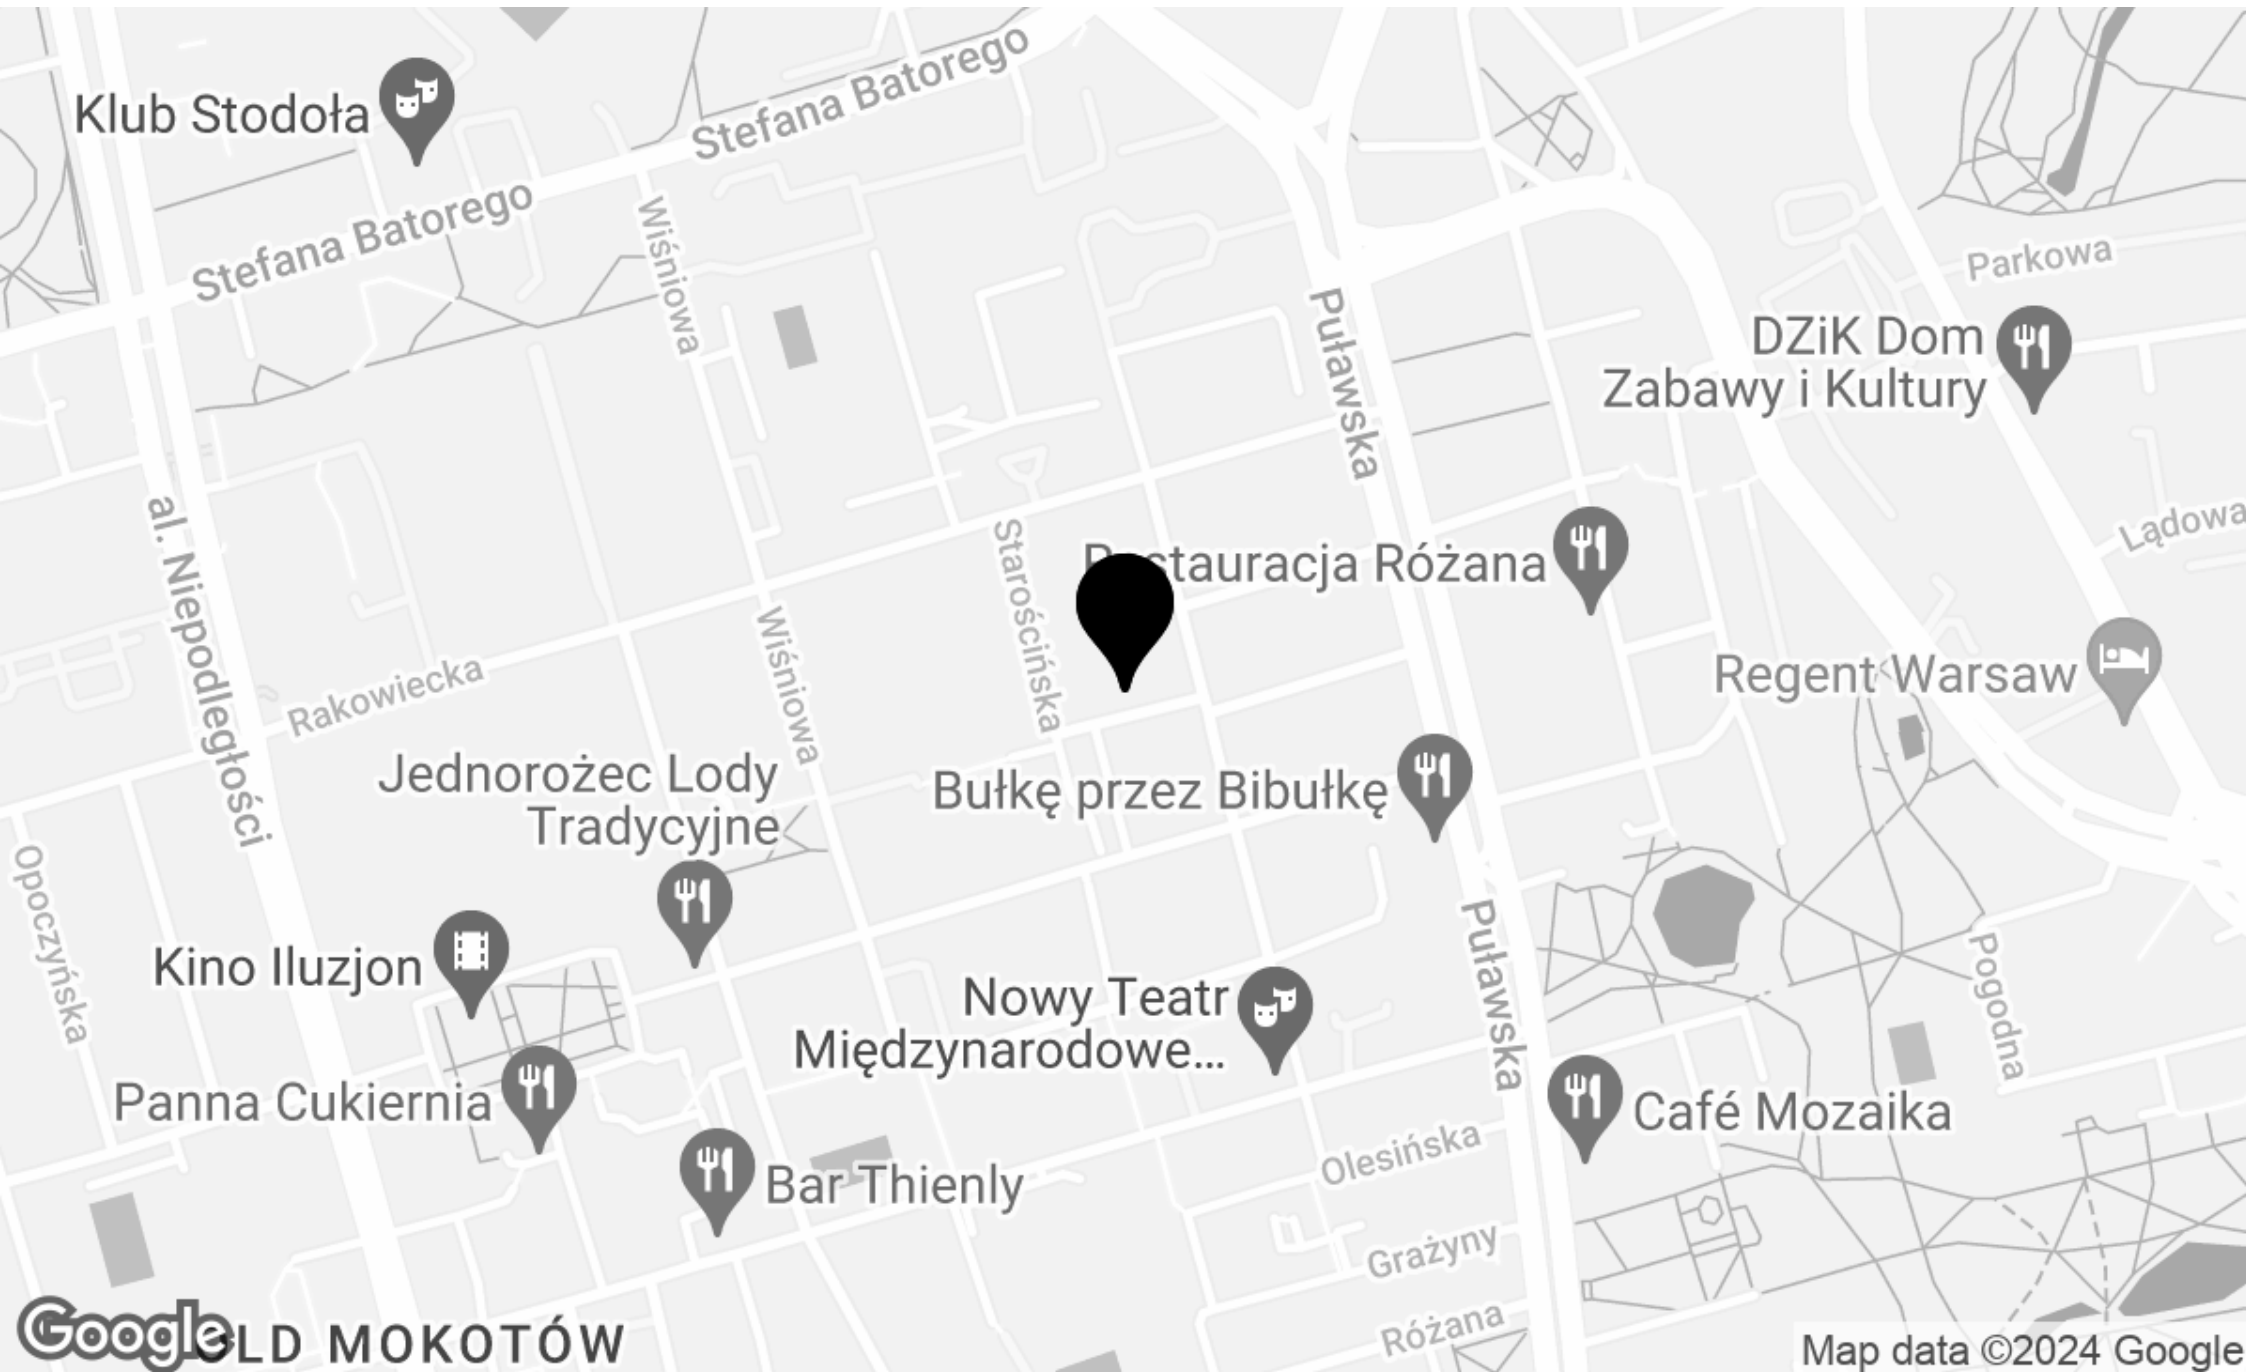 Stefana Batorego
Klub Stodoła
Stefana Batorego
Wiśniowa
Parkowa
Puławska
DZiK Dom
Zabawy i Kultury
al. Niepodległości
Starościńska
Lądowa
Restauracja Różana
Wiśniowa
Rakowiecka
Regent Warsaw
Jednorożec Lody
Tradycyjne
Bułkę przez Bibułkę
Opoczyńska
Puławska
Kino Iluzjon
Pogodna
Nowy Teatr
Międzynarodowe...
Panna Cukiernia
Café Mozaika
Olesińska
Bar Thienly
Grażyny
Różana
Google
OLD MOKOTÓW
Map data ©2024 Google